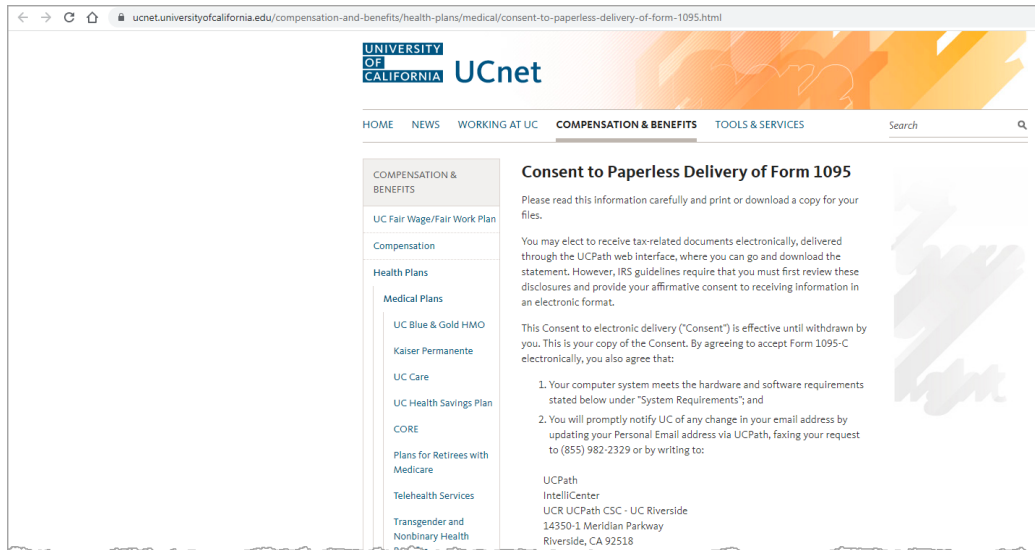 ucnet.universityofcalifornia.edu/compensation-and-benefits/health-plans/medical/consent-to-paperless-delivery-of-form-1095.html
UNIVERSITY
OF
CALIFORNIA
UCnet
HOME NEWS WORKING AT UC COMPENSATION & BENEFITS TOOLS & SERVICES Search
COMPENSATION &
BENEFITS
UC Fair Wage/Fair Work Plan
Compensation
Health Plans
Medical Plans
UC Blue & Gold HMO
Kaiser Permanente
UC Care
UC Health Savings Plan
CORE
Plans for Retirees with
Medicare
Telehealth Services
Transgender and
Nonbinary Health
Consent to Paperless Delivery of Form 1095
Please read this information carefully and print or download a copy for your
files.
You may elect to receive tax-related documents electronically, delivered
through the UCPath web interface, where you can go and download the
statement. However, IRS guidelines require that you must first review these
disclosures and provide your affirmative consent to receiving information in
an electronic format.
This Consent to electronic delivery ("Consent") is effective until withdrawn by
you. This is your copy of the Consent. By agreeing to accept Form 1095-C
electronically, you also agree that:
1. Your computer system meets the hardware and software requirements
stated below under "System Requirements"; and
2. You will promptly notify UC of any change in your email address by
updating your Personal Email address via UCPath, faxing your request
to (855) 982-2329 or by writing to:
UCPath
IntelliCenter
UCR UCPath CSC - UC Riverside
14350-1 Meridian Parkway
Riverside, CA 92518